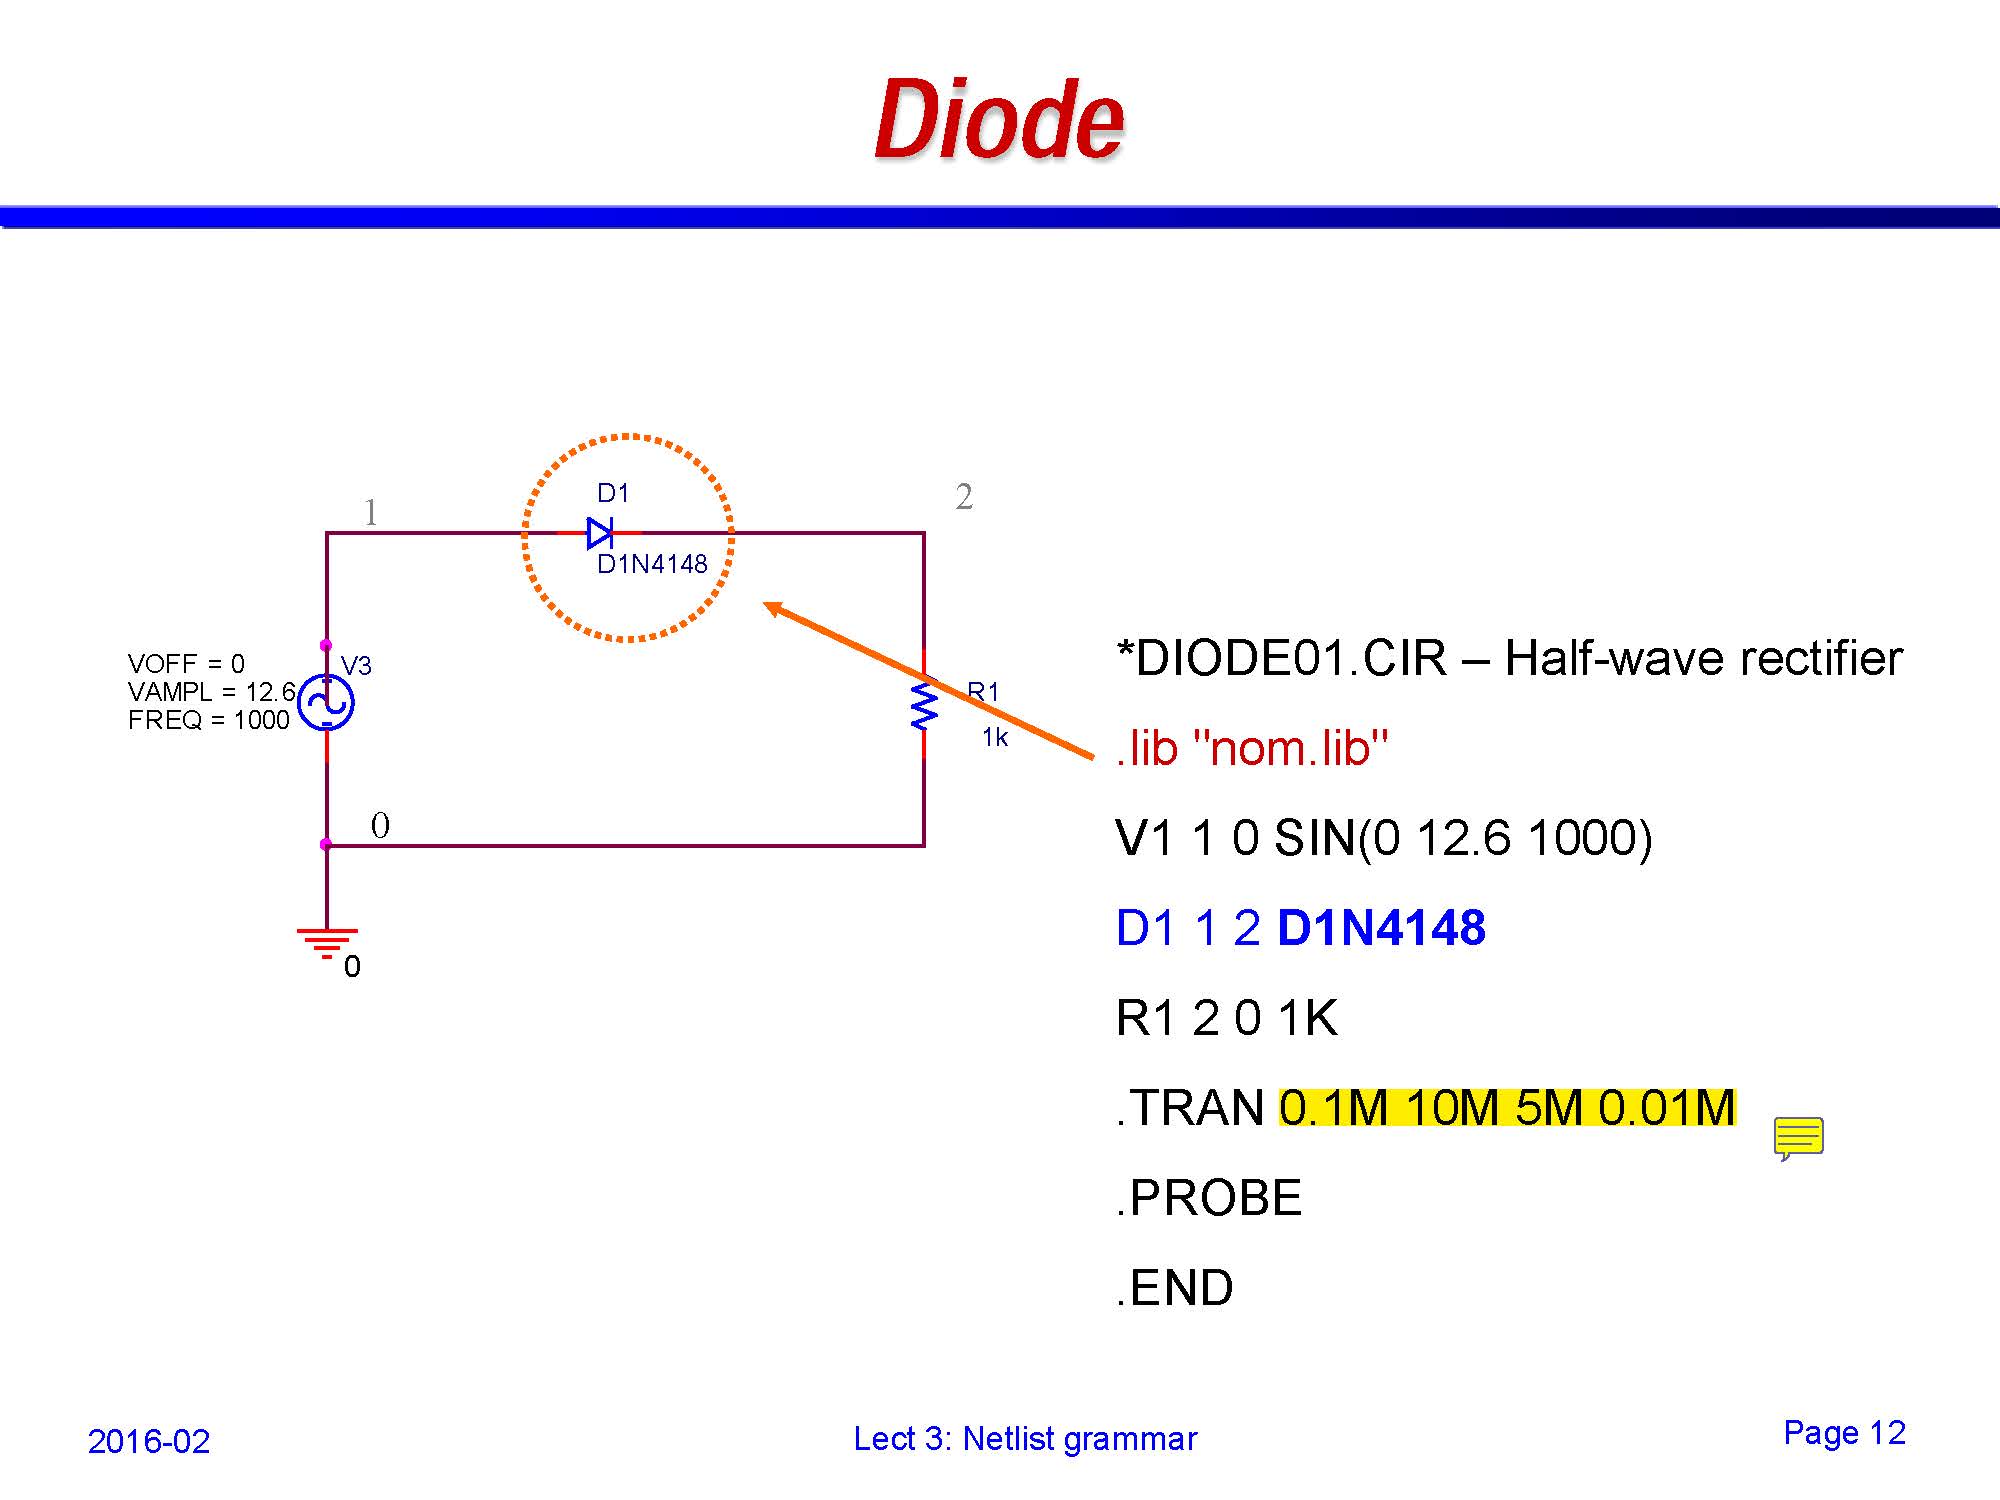 Diode
1
D1
D1N4148
2
VOFF = 0
VAMPL = 12.6
FREQ = 1000
V3
R1
1k
0
0
*DIODE01.CIR – Half-wave rectifier
.lib "nom.lib"
V1 1 0 SIN(0 12.6 1000)
D1 1 2 D1N4148
R1 2 0 1K
.TRAN 0.1M 10M 5M 0.01M
.PROBE
.END
2016-02
Lect 3: Netlist grammar
Page 12